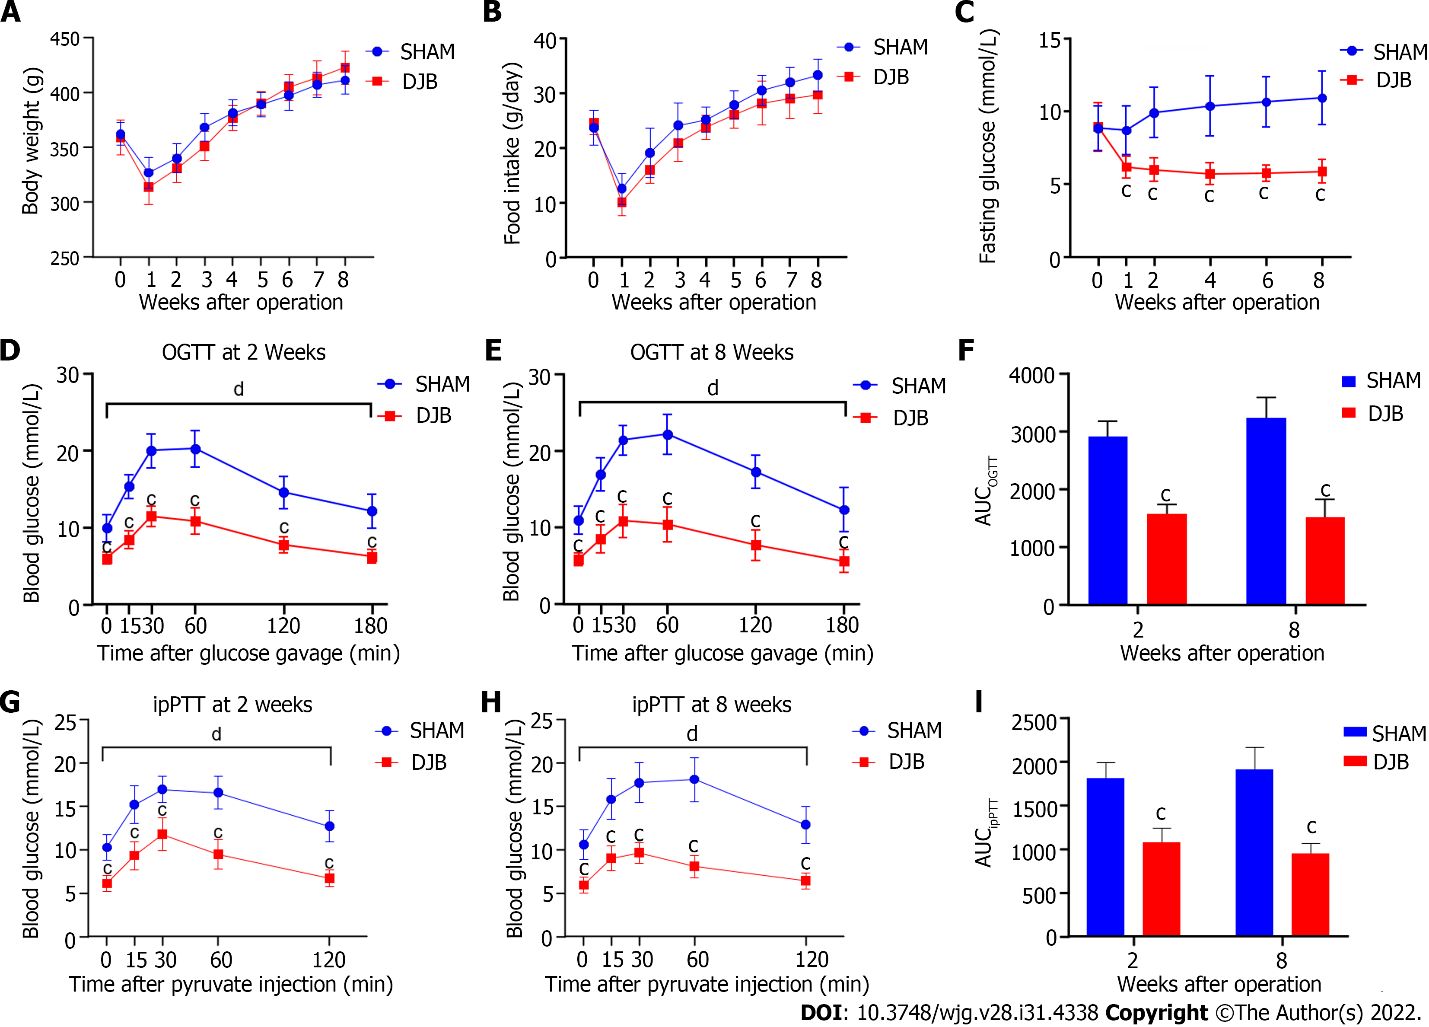 A
Body weight (g)
450
400
350
300
250
0 1 2 3 4 5 6 7 8
Weeks after operation
SHAM
DJB
B
Food intake (g/day)
40
30
20
10
0
0 1 2 3 4 5 6 7 8
Weeks after operation
SHAM
DJB
C
Fasting glucose (mmol/L)
15
10
5
0
c c c c c
0 1 2 4 6 8
Weeks after operation
SHAM
DJB
D
OGTT at 2 Weeks
Blood glucose (mmol/L)
30
20
10
0
d
c c c c c c
0 15 30 60 120 180
Time after glucose gavage (min)
SHAM
DJB
E
OGTT at 8 Weeks
Blood glucose (mmol/L)
30
20
10
0
d
c c c c c c
0 15 30 60 120 180
Time after glucose gavage (min)
SHAM
DJB
F
AUCOGTT
4000
3000
2000
1000
0
c c
2 8
Weeks after operation
SHAM
DJB
G
ipPTT at 2 weeks
Blood glucose (mmol/L)
25
20
15
10
5
0
d
c c c c c
0 15 30 60 120
Time after pyruvate injection (min)
SHAM
DJB
H
ipPTT at 8 weeks
Blood glucose (mmol/L)
25
20
15
10
5
0
d
c c c c c
0 15 30 60 120
Time after pyruvate injection (min)
SHAM
DJB
I
AUCipPTT
2500
2000
1500
1000
500
0
c c
2 8
Weeks after operation
SHAM
DJB
DOI: 10.3748/wjg.v28.i31.4338 Copyright ©The Author(s) 2022.